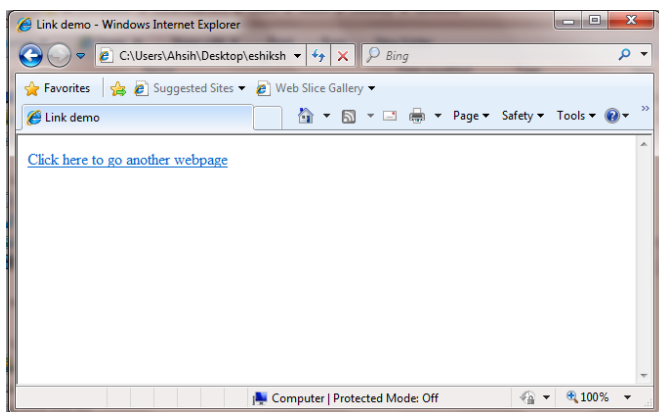 Link demo - Windows Internet Explorer
C:\Users\Ahsih\Desktop\eshiksh
Bing
Favorites Suggested Sites Web Slice Gallery
Link demo Page Safety Tools
Click here to go another webpage
Computer | Protected Mode: Off 100%